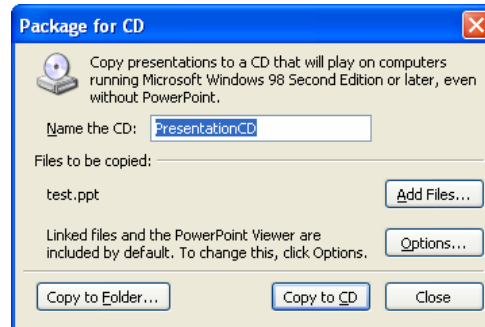 Package for CD
Copy presentations to a CD that will play on computers
running Microsoft Windows 98 Second Edition or later, even
without PowerPoint.
Name the CD: PresentationCD
Files to be copied:
test.ppt
Add Files...
Linked files and the PowerPoint Viewer are
included by default. To change this, click Options.
Options...
Copy to Folder... Copy to CD Close